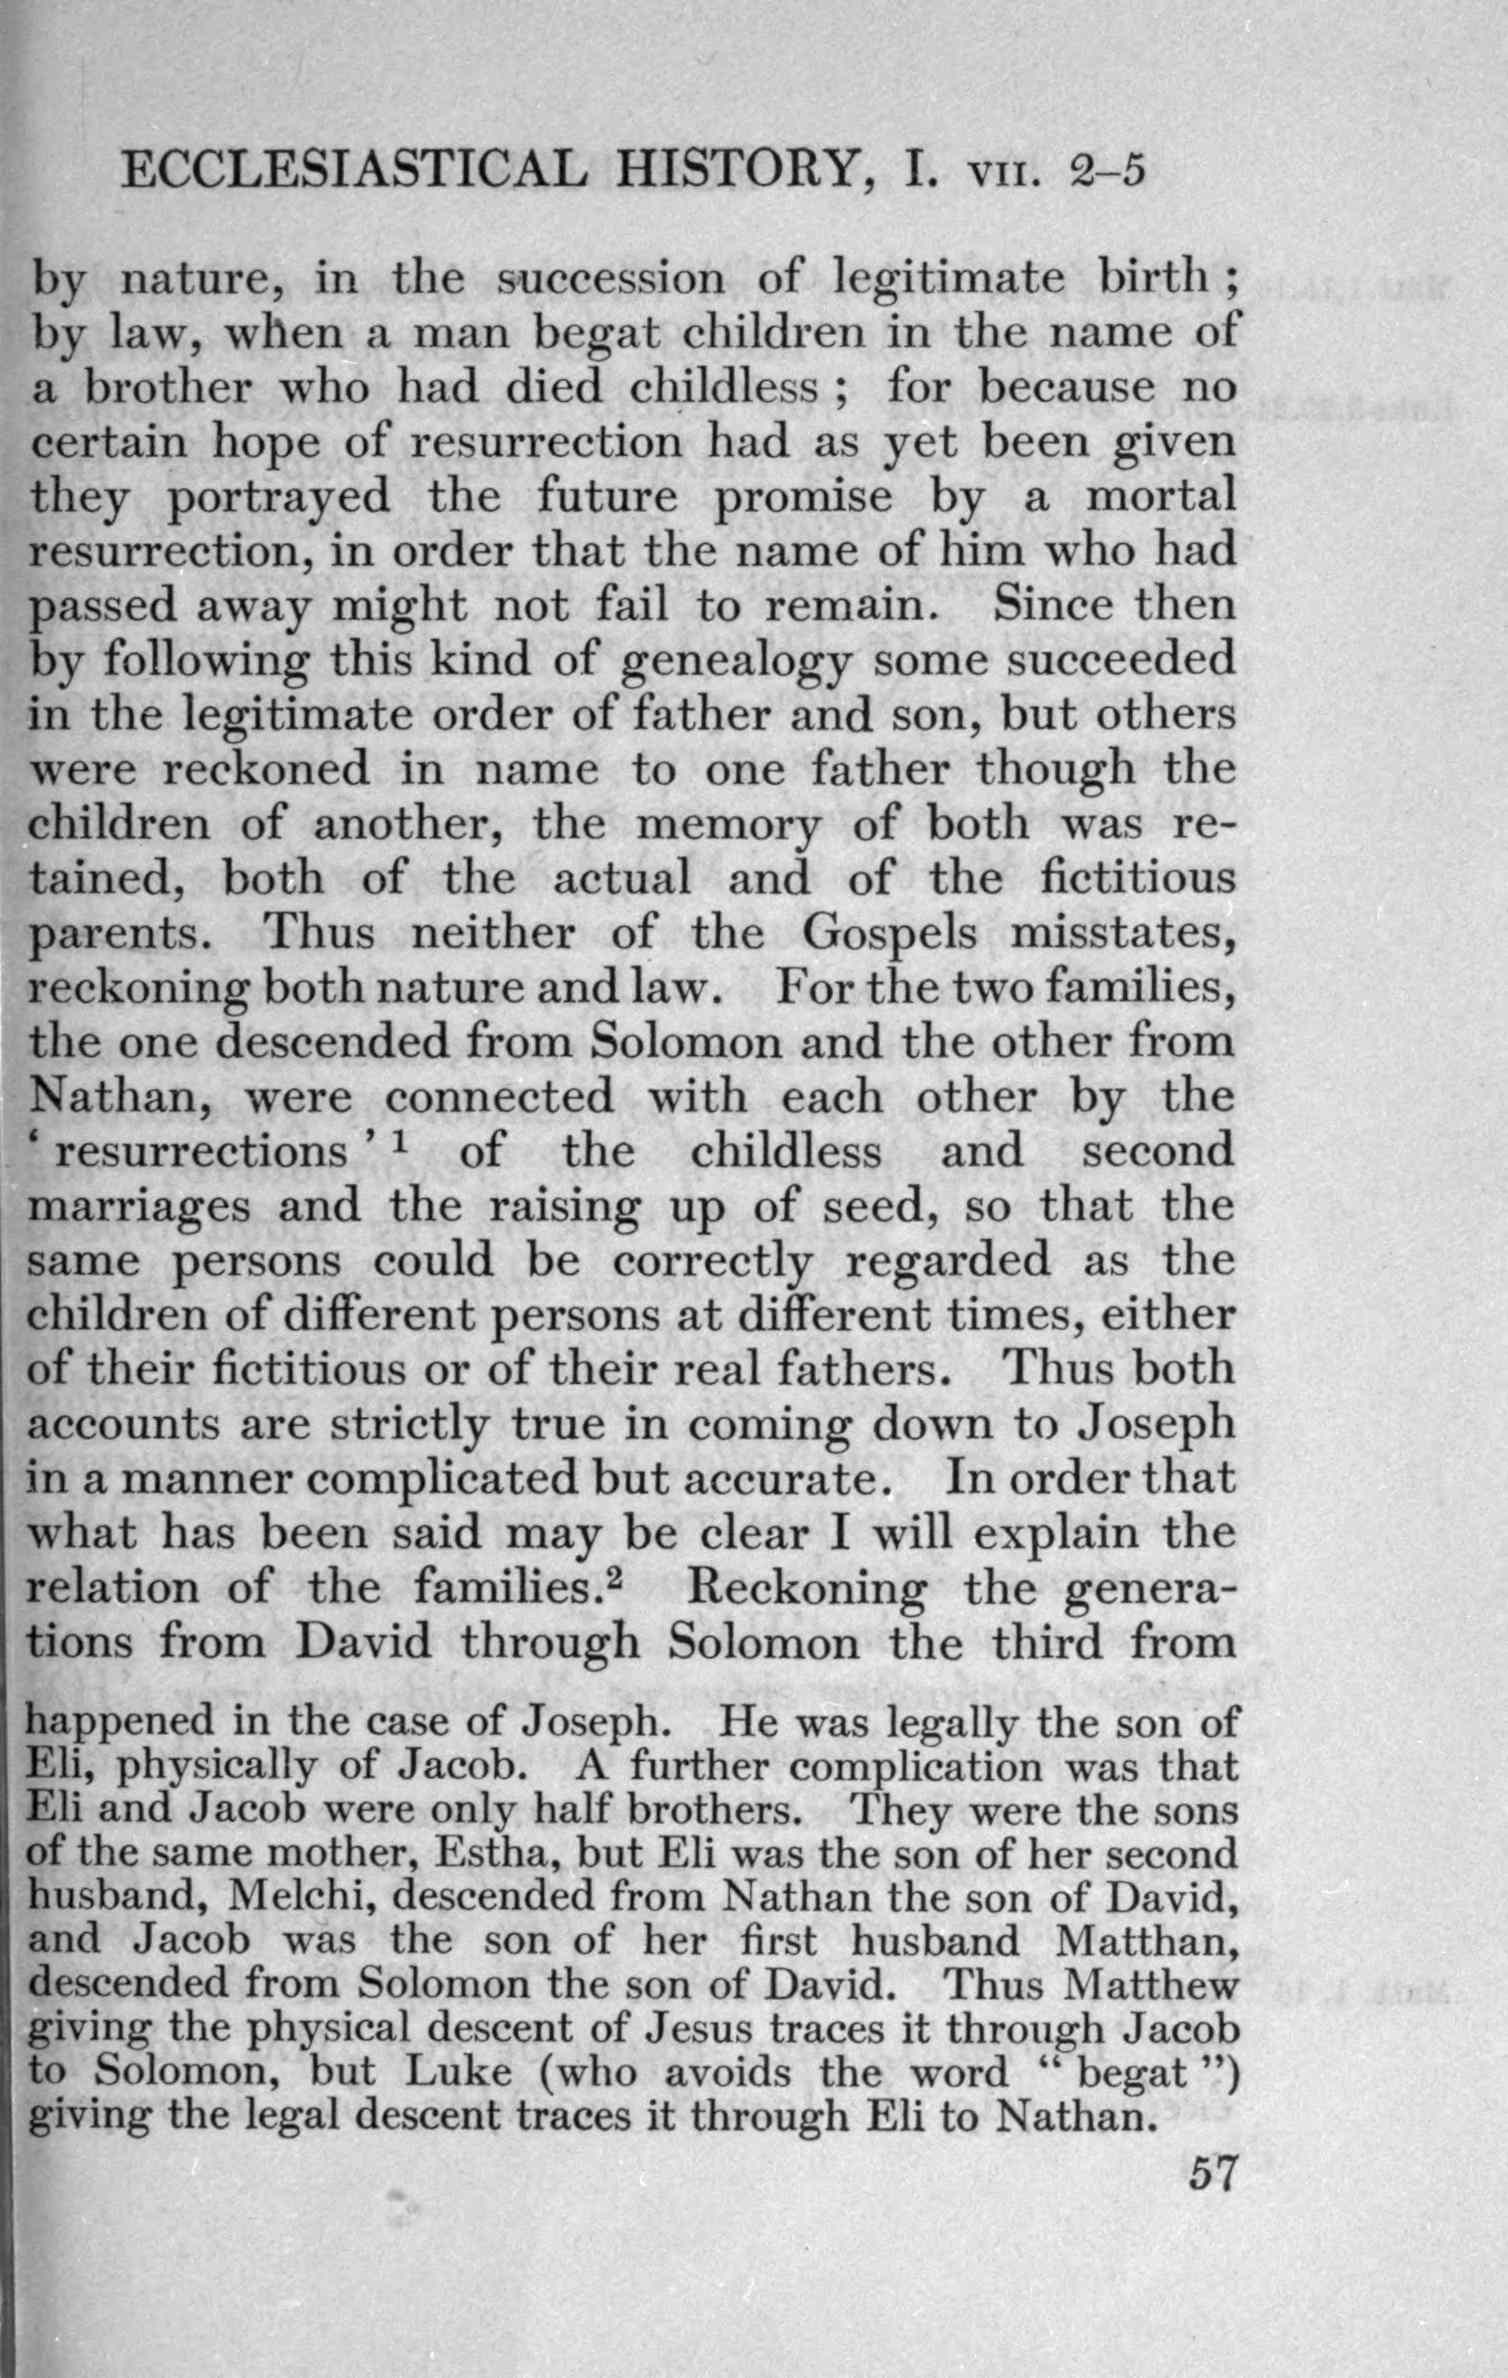 ECCLESIASTICAL HISTORY, I. VII. 2–5
by nature, in the succession of legitimate birth ;
by law, when a man begat children in the name of
a brother who had died childless ; for because no
certain hope of resurrection had as yet been given
they portrayed the future promise by a mortal
resurrection, in order that the name of him who had
passed away might not fail to remain. Since then
by following this kind of genealogy some succeeded
in the legitimate order of father and son, but others
were reckoned in name to one father though the
children of another, the memory of both was re-
tained, both of the actual and of the fictitious
parents. Thus neither of the Gospels misstates,
reckoning both nature and law. For the two families,
the one descended from Solomon and the other from
Nathan, were connected with each other by the
‘ resurrections ’ ¹ of the childless and second
marriages and the raising up of seed, so that the
same persons could be correctly regarded as the
children of different persons at different times, either
of their fictitious or of their real fathers. Thus both
accounts are strictly true in coming down to Joseph
in a manner complicated but accurate. In order that
what has been said may be clear I will explain the
relation of the families.² Reckoning the genera-
tions from David through Solomon the third from
happened in the case of Joseph. He was legally the son of
Eli, physically of Jacob. A further complication was that
Eli and Jacob were only half brothers. They were the sons
of the same mother, Estha, but Eli was the son of her second
husband, Melchi, descended from Nathan the son of David,
and Jacob was the son of her first husband Matthan,
descended from Solomon the son of David. Thus Matthew
giving the physical descent of Jesus traces it through Jacob
to Solomon, but Luke (who avoids the word “ begat ”)
giving the legal descent traces it through Eli to Nathan.
57